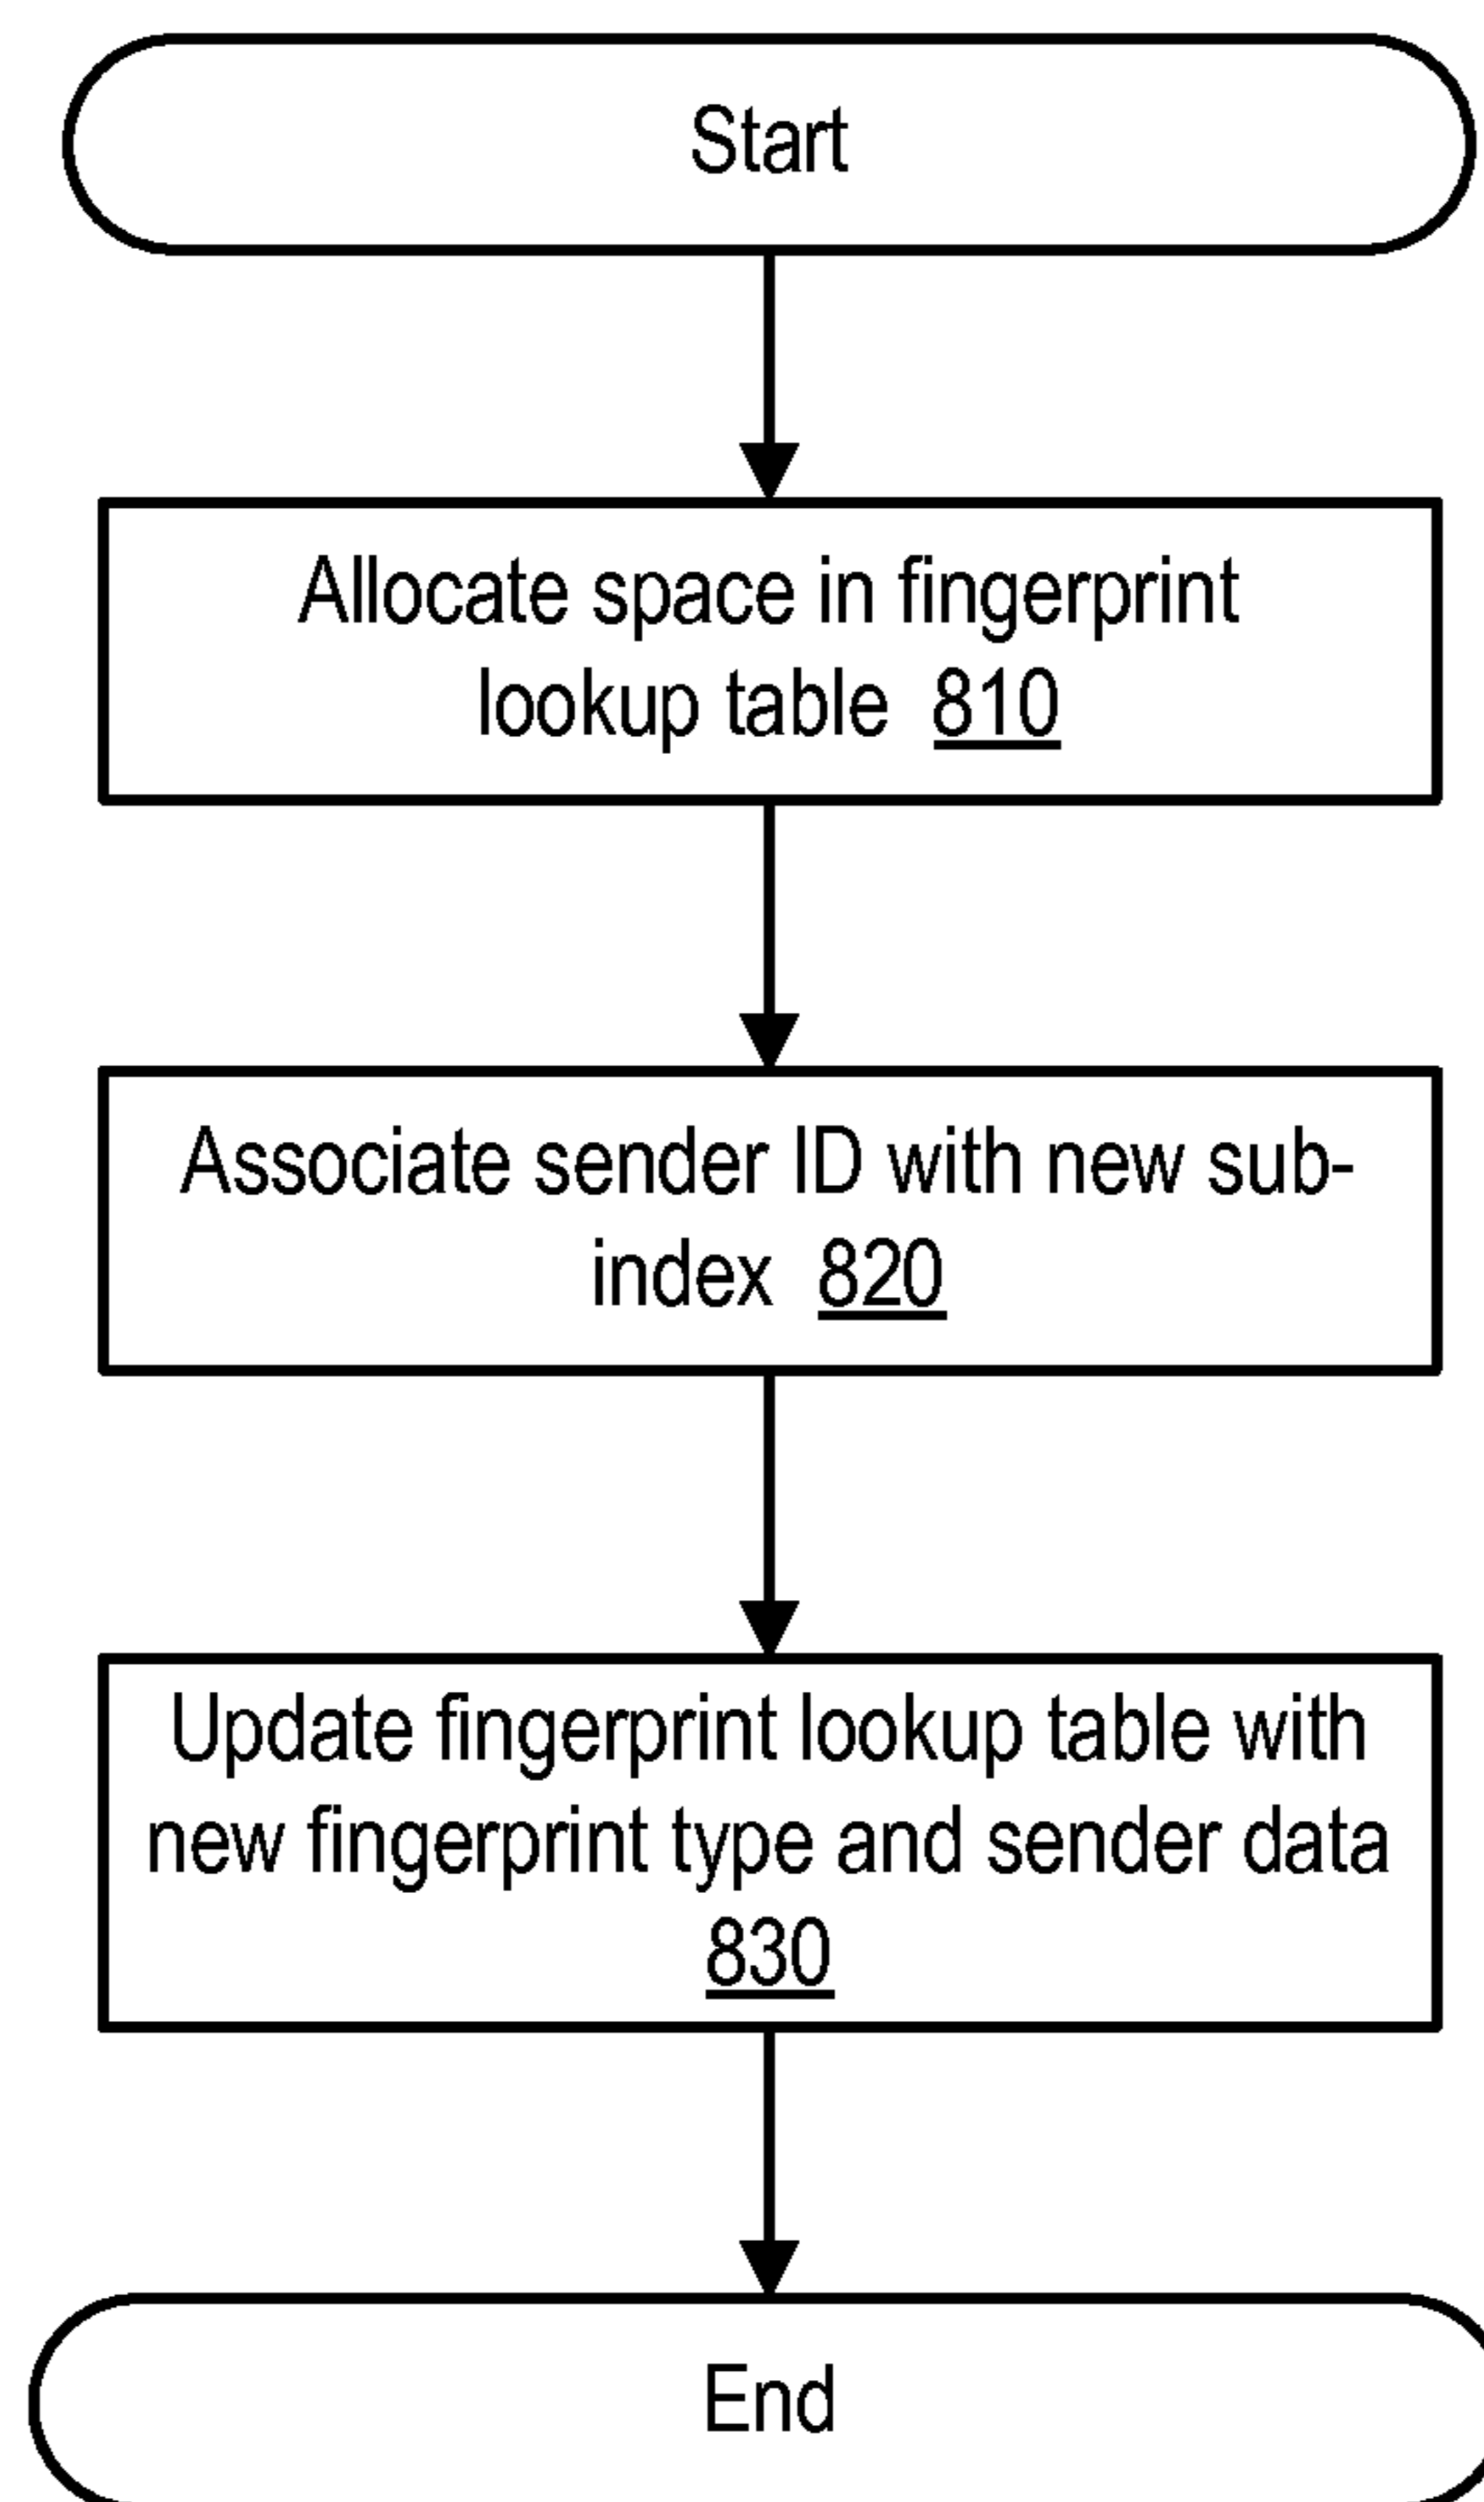 Start
Allocate space in fingerprint
lookup table 810
Associate sender ID with new sub-
index 820
Update fingerprint lookup table with
new fingerprint type and sender data
830
End